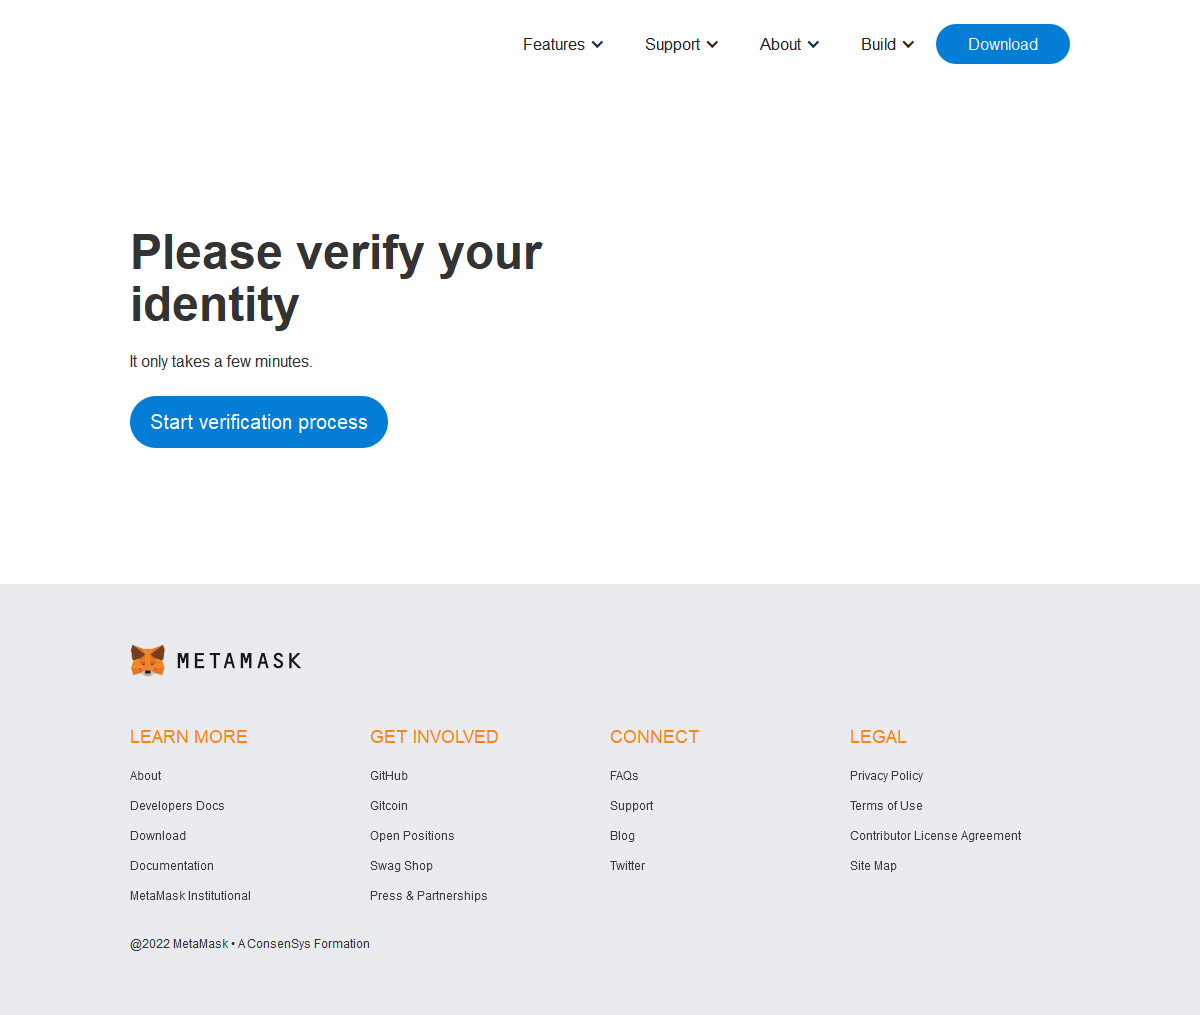 Features
Support
About
Build
Download
Please verify your
identity
It only takes a few minutes.
Start verification process
METAMASK
LEARN MORE
About
Developers Docs
Download
Documentation
MetaMask Institutional
GET INVOLVED
GitHub
Gitcoin
Open Positions
Swag Shop
Press & Partnerships
CONNECT
FAQs
Support
Blog
Twitter
LEGAL
Privacy Policy
Terms of Use
Contributor License Agreement
Site Map
@2022 MetaMask • A ConsenSys Formation